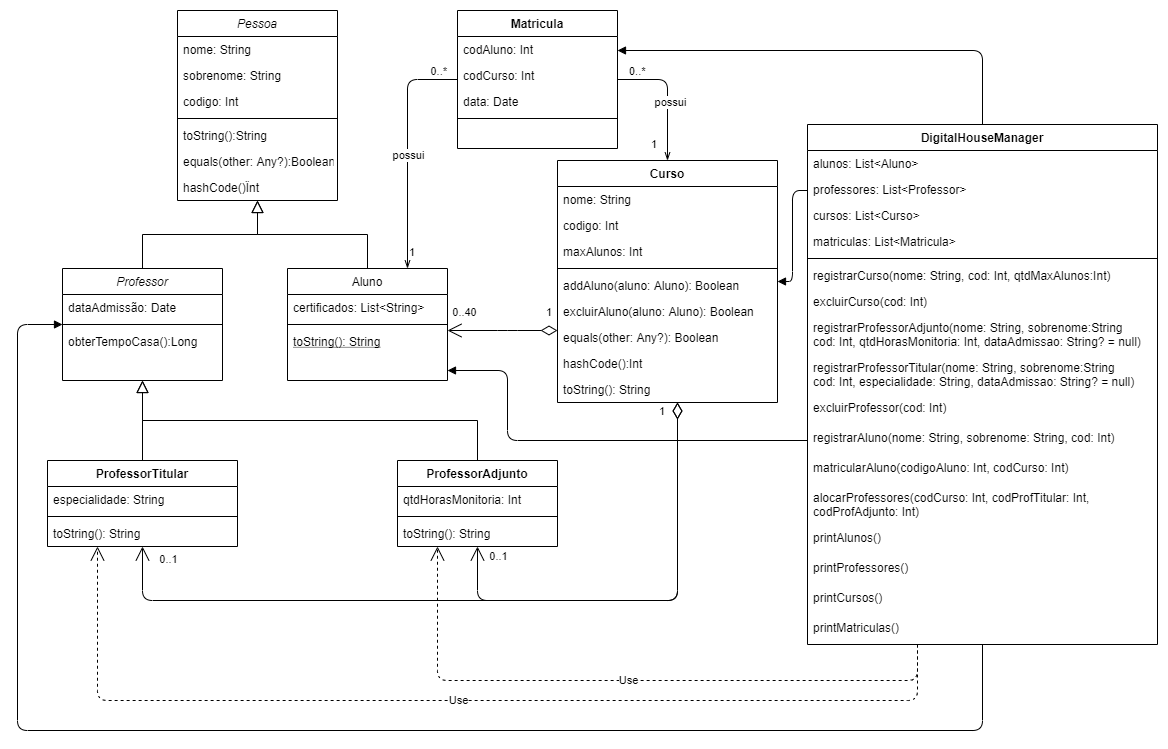 Pessoa
nome: String
sobrenome: String
codigo: Int
toString():String
equals(other: Any?):Boolean
hashCode()Ïnt
Matricula
codAluno: Int
codCurso: Int
data: Date
0..*
0..*
possui
possui
1
1
Curso
nome: String
codigo: Int
maxAlunos: Int
addAluno(aluno: Aluno): Boolean
excluirAluno(aluno: Aluno): Boolean
equals(other: Any?): Boolean
hashCode():Int
toString(): String
DigitalHouseManager
alunos: List<Aluno>
professores: List<Professor>
cursos: List<Curso>
matriculas: List<Matricula>
registrarCurso(nome: String, cod: Int, qtdMaxAlunos:Int)
excluirCurso(cod: Int)
registrarProfessorAdjunto(nome: String, sobrenome:String
cod: Int, qtdHorasMonitoria: Int, dataAdmissao: String? = null)
registrarProfessorTitular(nome: String, sobrenome:String
cod: Int, especialidade: String, dataAdmissao: String? = null)
excluirProfessor(cod: Int)
registrarAluno(nome: String, sobrenome: String, cod: Int)
matricularAluno(codigoAluno: Int, codCurso: Int)
alocarProfessores(codCurso: Int, codProfTitular: Int,
codProfAdjunto: Int)
printAlunos()
printProfessores()
printCursos()
printMatriculas()
Professor
dataAdmissão: Date
obterTempoCasa():Long
Aluno
certificados: List<String>
toString(): String
0..40
1
1
ProfessorTitular
especialidade: String
toString(): String
ProfessorAdjunto
qtdHorasMonitoria: Int
toString(): String
0..1
0..1
Use
Use